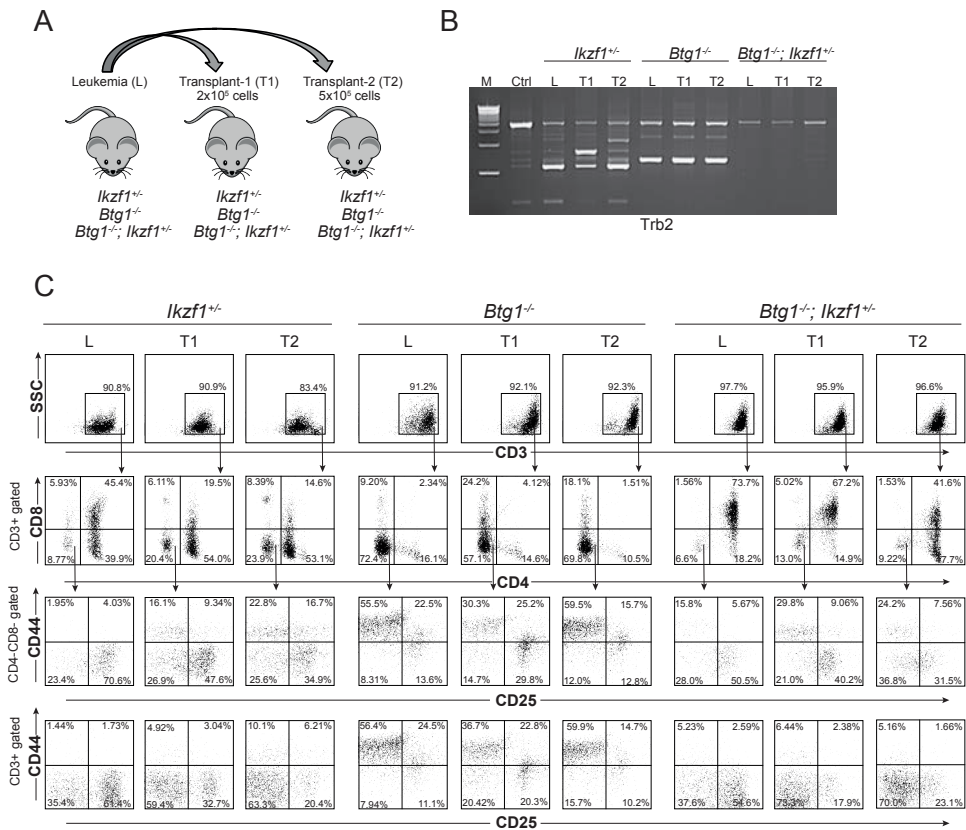 A
Leukemia (L)
Transplant-1 (T1)
2x10⁵ cells
Transplant-2 (T2)
5x10⁵ cells
Ikzf1+/-
Btg1-/-
Btg1-/-; Ikzf1+/-
Ikzf1+/-
Btg1-/-
Btg1-/-; Ikzf1+/-
Ikzf1+/-
Btg1-/-
Btg1-/-; Ikzf1+/-
B
Ikzf1+/- Btg1-/- Btg1-/-; Ikzf1+/-
M Ctrl L T1 T2 L T1 T2 L T1 T2
Trb2
C
Ikzf1+/- Btg1-/- Btg1-/-; Ikzf1+/-
L T1 T2 L T1 T2 L T1 T2
SSC
90.8% 90.9% 83.4% 91.2% 92.1% 92.3% 97.7% 95.9% 96.6%
CD3
CD3+ gated
CD8
5.93% 45.4% 6.11% 19.5% 8.39% 14.6% 9.20% 2.34% 24.2% 4.12% 18.1% 1.51% 1.56% 73.7% 5.02% 67.2% 1.53% 41.6%
8.77% 39.9% 20.4% 54.0% 23.9% 53.1% 72.4% 16.1% 57.1% 14.6% 69.8% 10.5% 6.6% 18.2% 13.0% 14.9% 9.22% 47.7%
CD4
CD4-CD8- gated
CD44
1.95% 4.03% 16.1% 9.34% 22.8% 16.7% 55.5% 22.5% 30.3% 25.2% 59.5% 15.7% 15.8% 5.67% 29.8% 9.06% 24.2% 7.56%
23.4% 70.6% 26.9% 47.6% 25.6% 34.9% 8.31% 13.6% 14.7% 29.8% 12.0% 12.8% 28.0% 50.5% 21.0% 40.2% 36.8% 31.5%
CD25
CD3+ gated
CD44
1.44% 1.73% 4.92% 3.04% 10.1% 6.21% 56.4% 24.5% 36.7% 22.8% 59.9% 14.7% 5.23% 2.59% 6.44% 2.38% 5.16% 1.66%
35.4% 61.4% 59.4% 32.7% 63.3% 20.4% 7.94% 11.1% 20.42% 20.3% 15.7% 10.2% 37.6% 54.6% 73.3% 17.9% 70.0% 23.1%
CD25